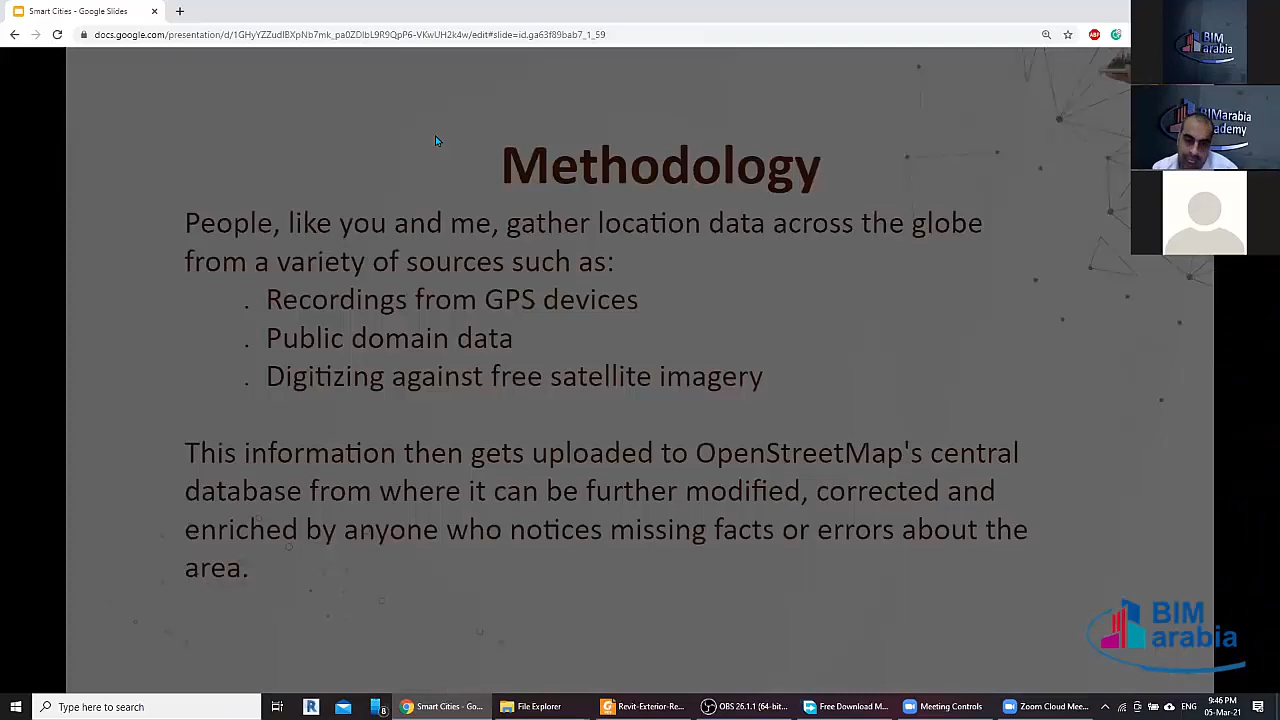 Smart Cities - Google Slides
docs.google.com/presentation/d/1GHyYZZudIBXpNb7mk_pa0ZDlbL9R9QpP6-VKwUH2k4w/edit#slide=id.ga63f89bab7_1_59
BIM
arabia
BIMarabia
Academy
Methodology
People, like you and me, gather location data across the globe
from a variety of sources such as:
. Recordings from GPS devices
. Public domain data
. Digitizing against free satellite imagery
This information then gets uploaded to OpenStreetMap's central
database from where it can be further modified, corrected and
enriched by anyone who notices missing facts or errors about the
area.
BIM
arabia
Type here to search
Smart Cities - Goo...
File Explorer
Revit-Exterior-Re...
OBS 26.1.1 (64-bit...
Free Download M...
Meeting Controls
Zoom Cloud Mee...
ENG
9:46 PM
05-Mar-21